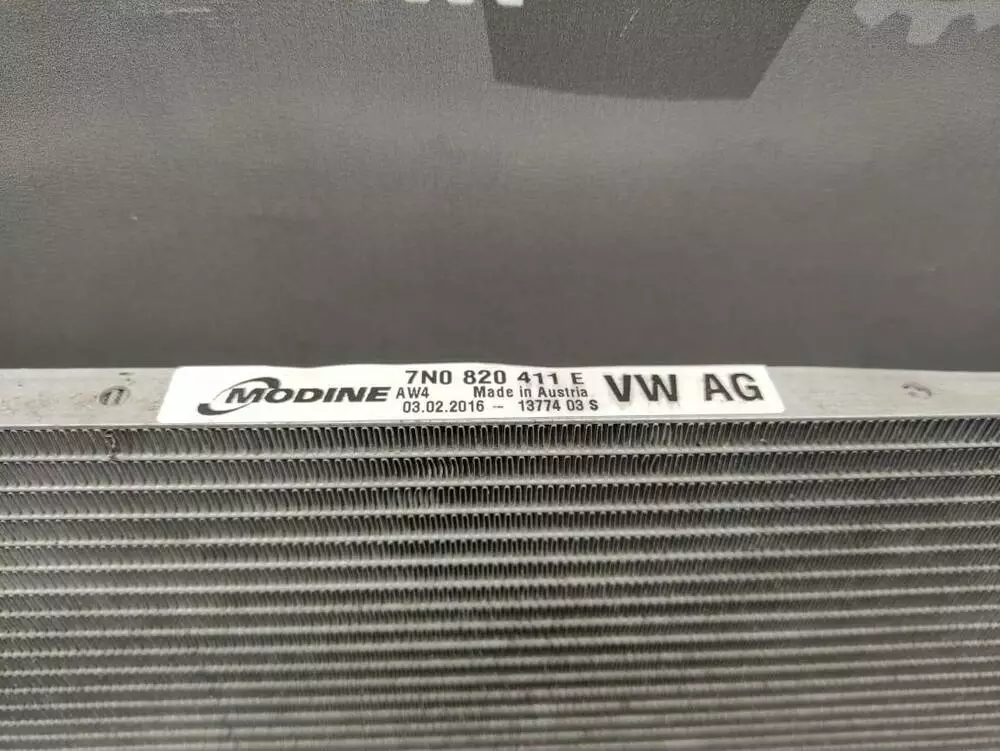 MODINE
7N0 820 411 E
AW4 Made in Austria
03.02.2016 - 13774 03 S
VW AG